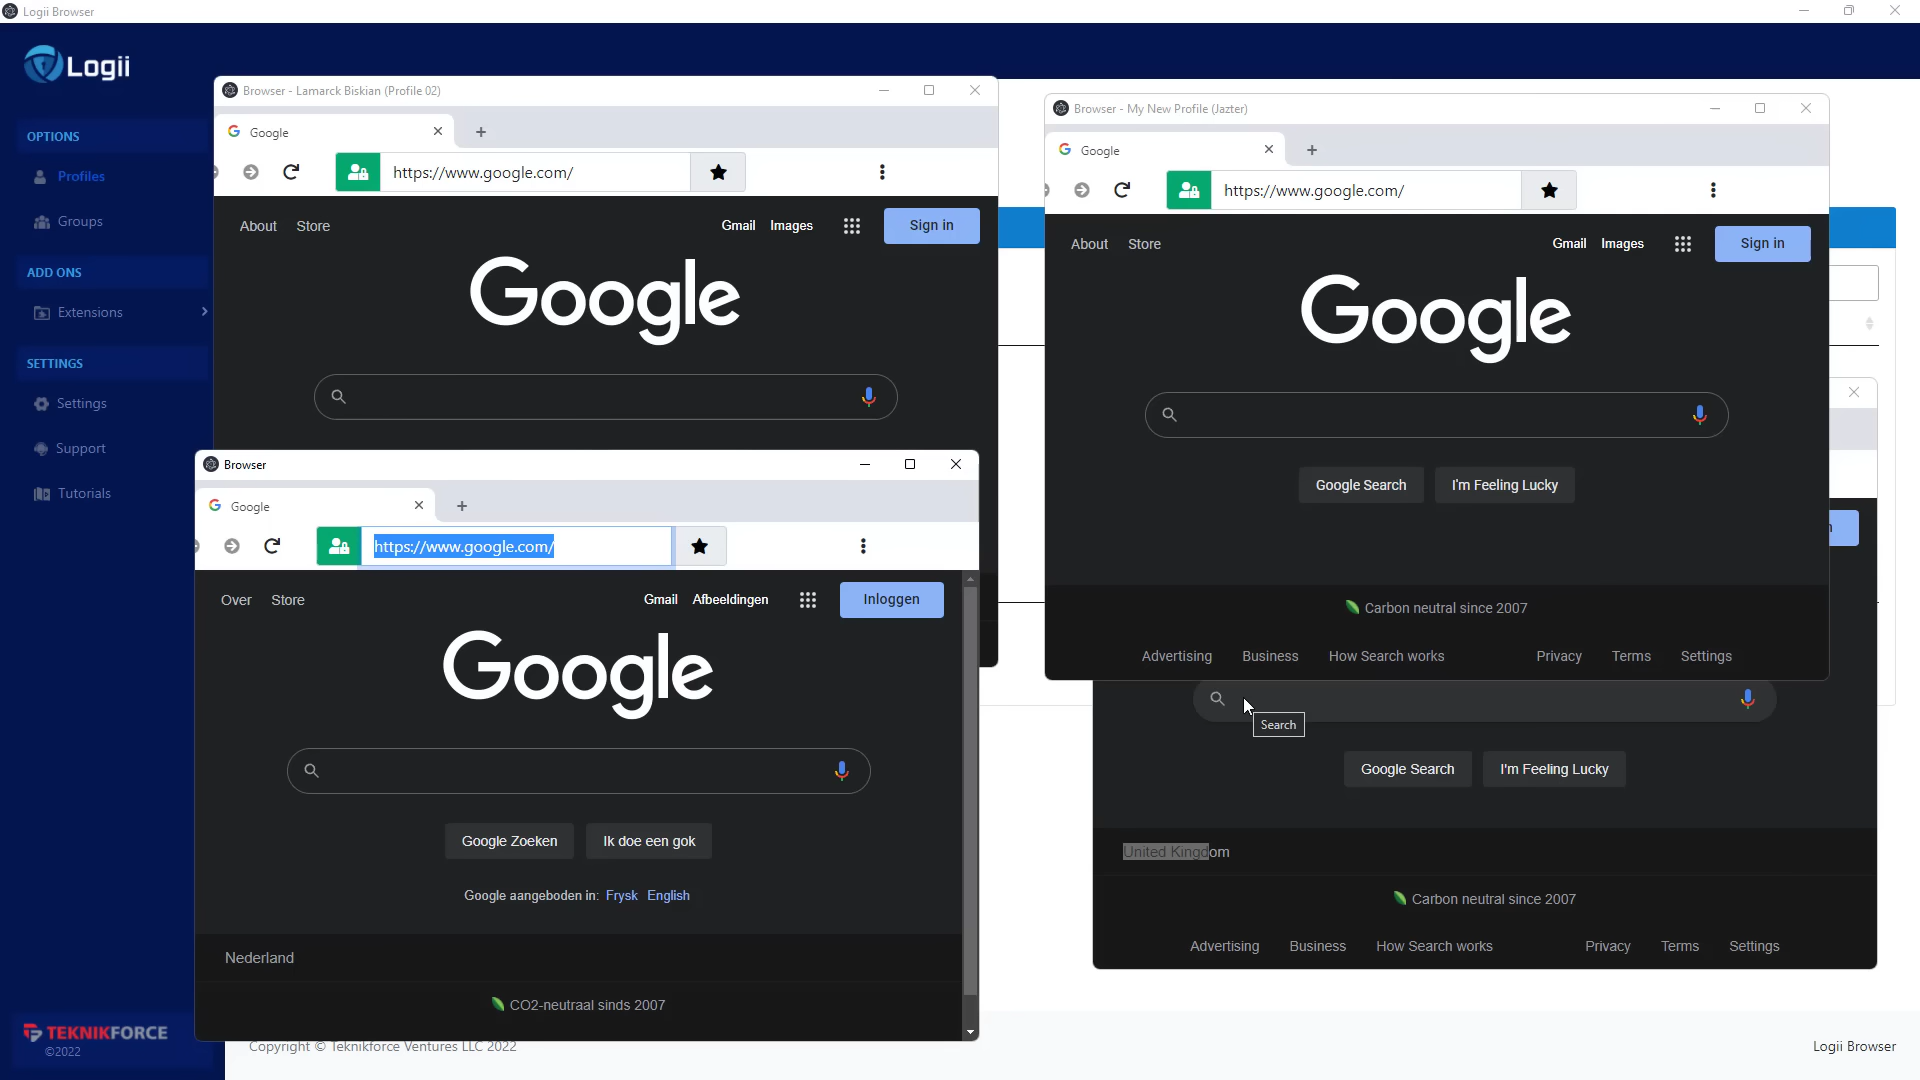 Logii Browser
Logii
OPTIONS
Profiles
Groups
ADD ONS
Extensions
SETTINGS
Settings
Support
Tutorials
TEKNIKFORCE
©2022
Browser - Lamarck Biskian (Profile 02)
Google
https://www.google.com/
About Store Gmail Images Sign in
Google
Browser - My New Profile (Jazter)
Google
https://www.google.com/
About Store Gmail Images Sign in
Google
Google Search I'm Feeling Lucky
Carbon neutral since 2007
Advertising Business How Search works Privacy Terms Settings
Browser
Google
https://www.google.com/
Over Store Gmail Afbeeldingen Inloggen
Google
Google Zoeken Ik doe een gok
Google aangeboden in: Frysk English
Nederland
CO2-neutraal sinds 2007
Search
Google Search I'm Feeling Lucky
United Kingdom
Carbon neutral since 2007
Advertising Business How Search works Privacy Terms Settings
Copyright © Teknikforce Ventures LLC 2022
Logii Browser